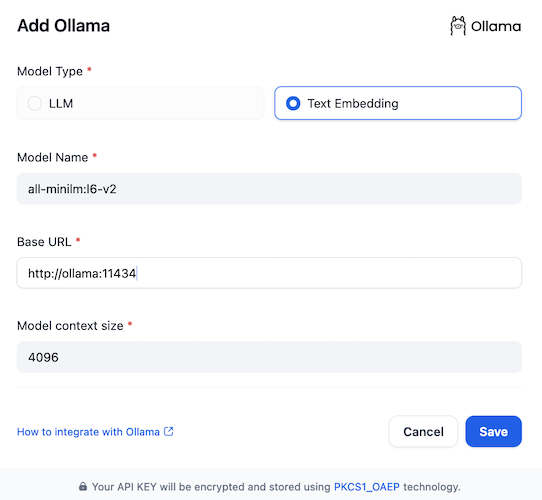 Add Ollama
Ollama
Model Type *
LLM
Text Embedding
Model Name *
all-minilm:l6-v2
Base URL *
http://ollama:11434
Model context size *
4096
How to integrate with Ollama
Cancel
Save
Your API KEY will be encrypted and stored using PKCS1_OAEP technology.